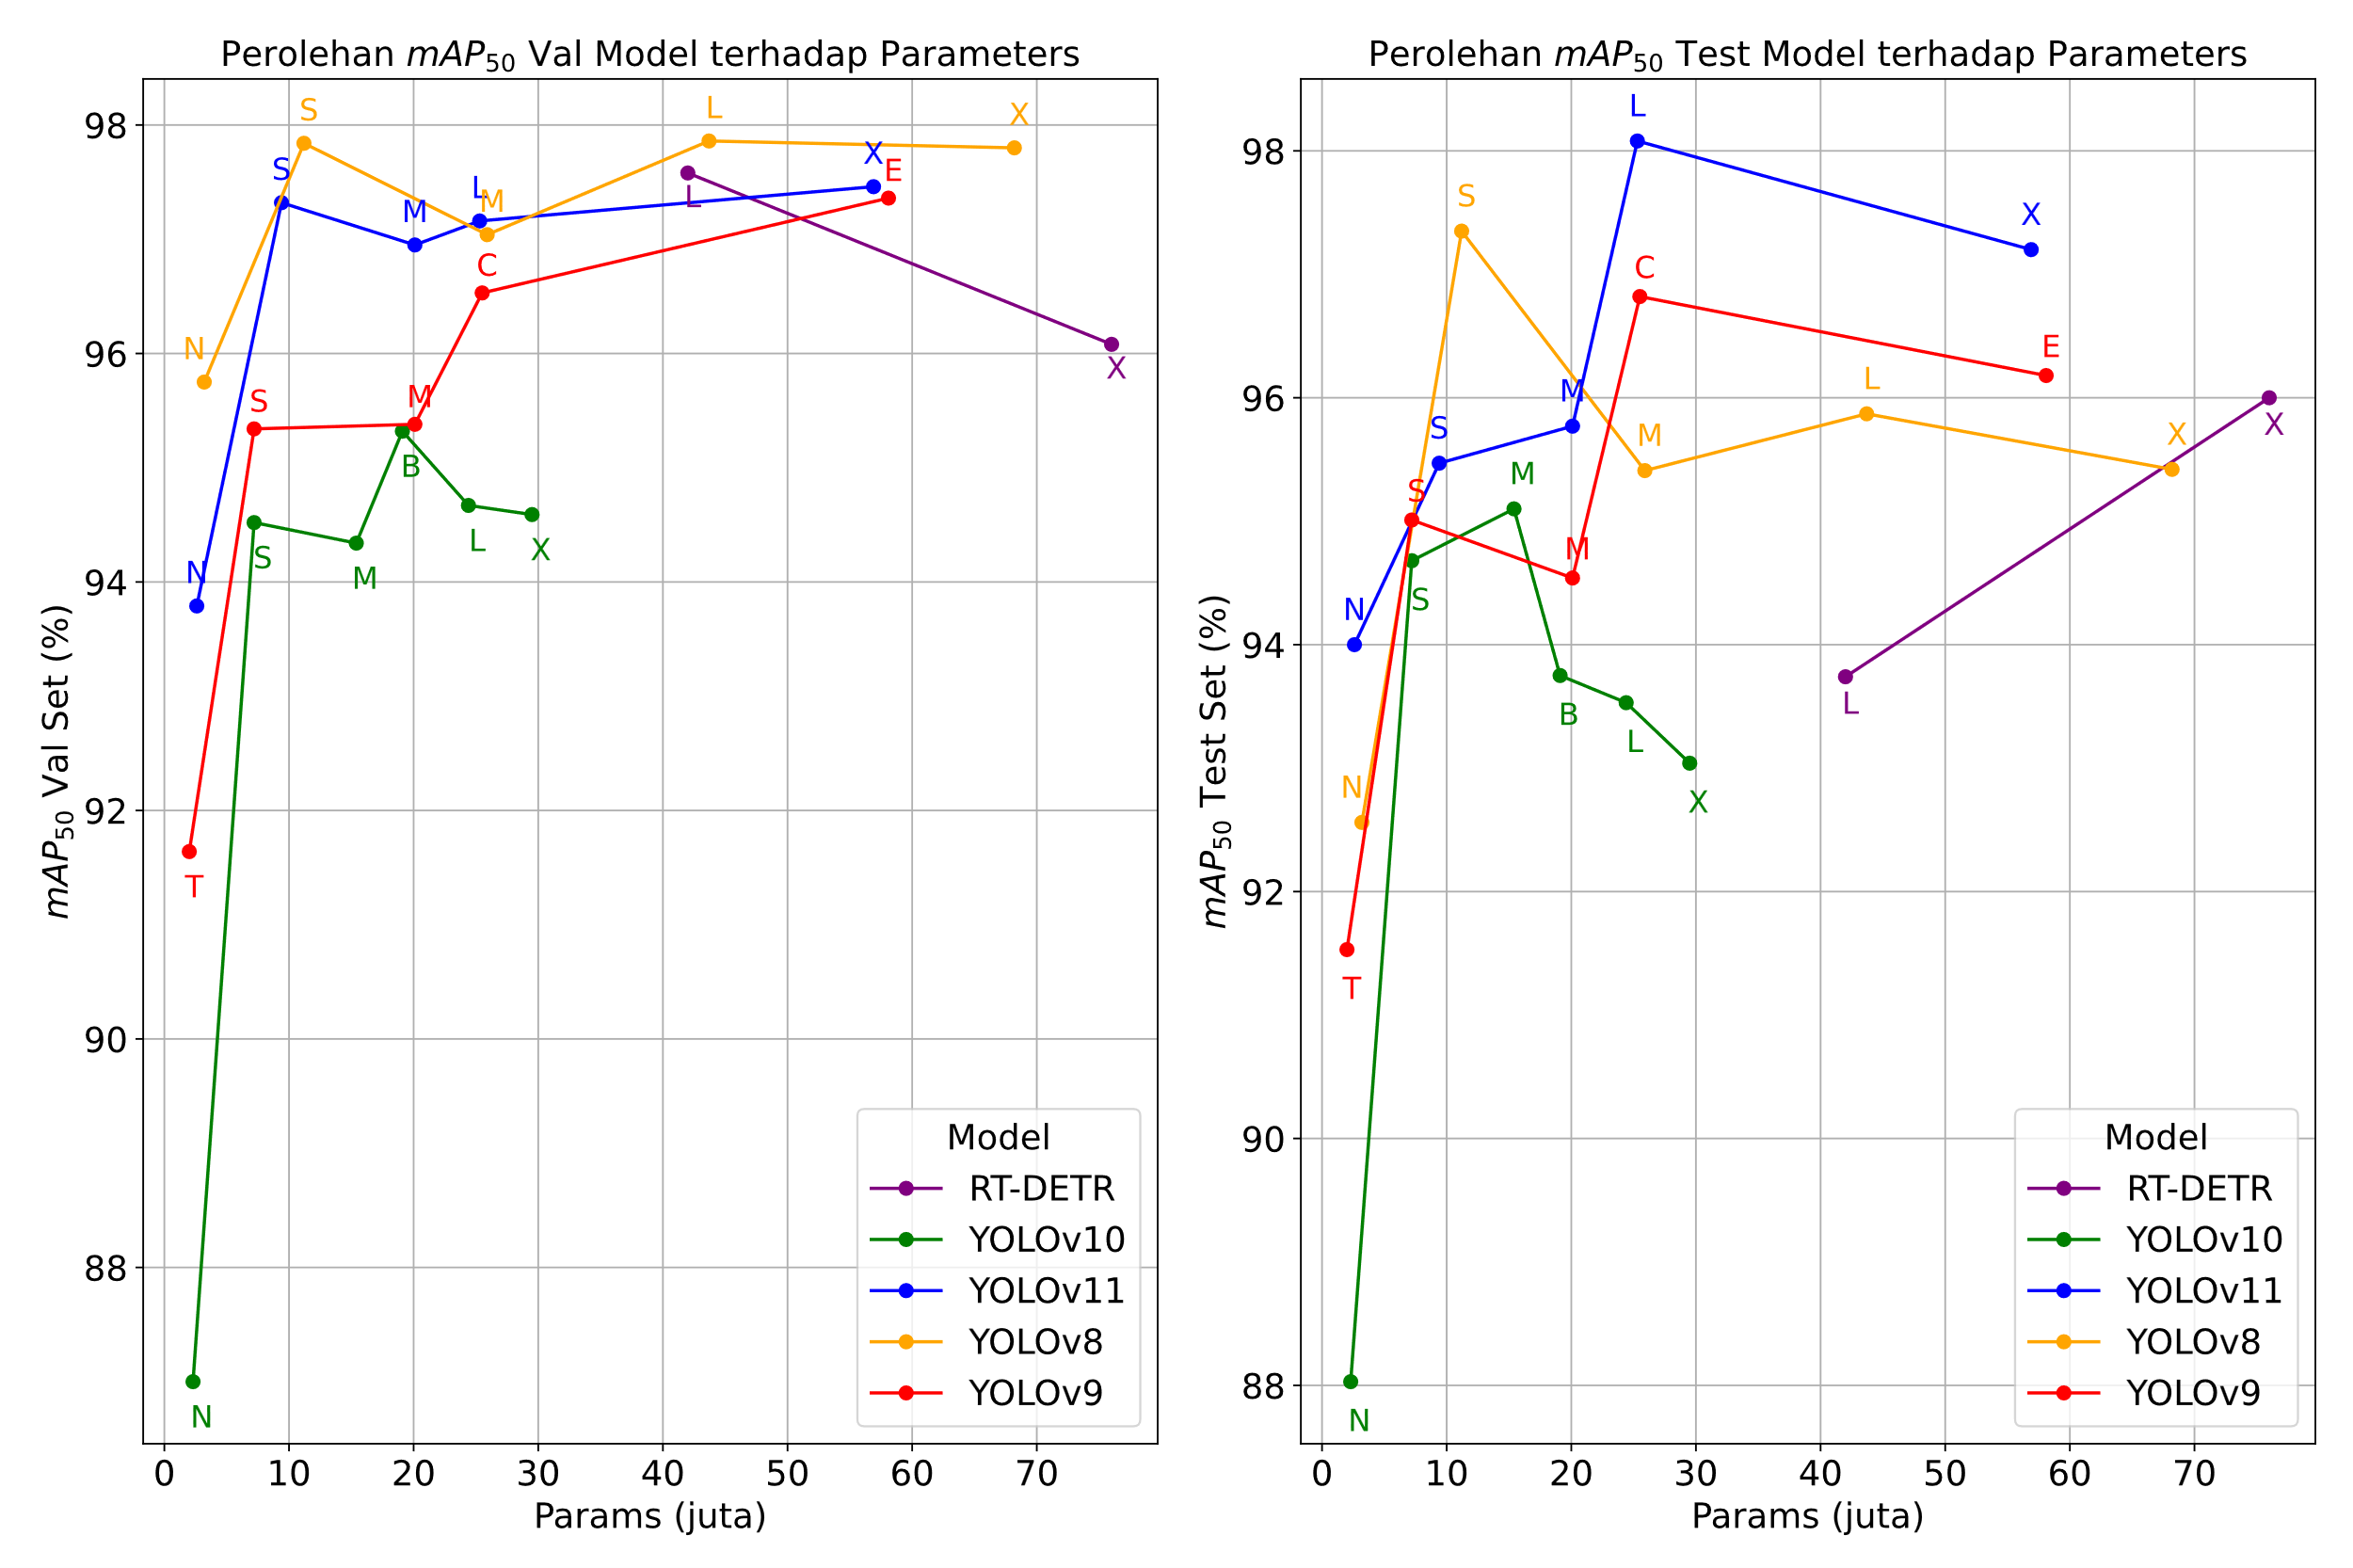 Perolehan mAP50 Val Model terhadap Parameters
98
96
94
92
90
88
mAP50 Val Set (%)
S
L
X
S
L
M
M
X
E
L
C
N
X
S
M
B
N
S
M
L
X
T
N
Model
RT-DETR
YOLOv10
YOLOv11
YOLOv8
YOLOv9
0 10 20 30 40 50 60 70
Params (juta)
Perolehan mAP50 Test Model terhadap Parameters
98
96
94
92
90
88
mAP50 Test Set (%)
L
S
X
C
E
M
L
S
M
X
X
M
S
M
N
S
L
B
L
N
X
T
N
Model
RT-DETR
YOLOv10
YOLOv11
YOLOv8
YOLOv9
0 10 20 30 40 50 60 70
Params (juta)